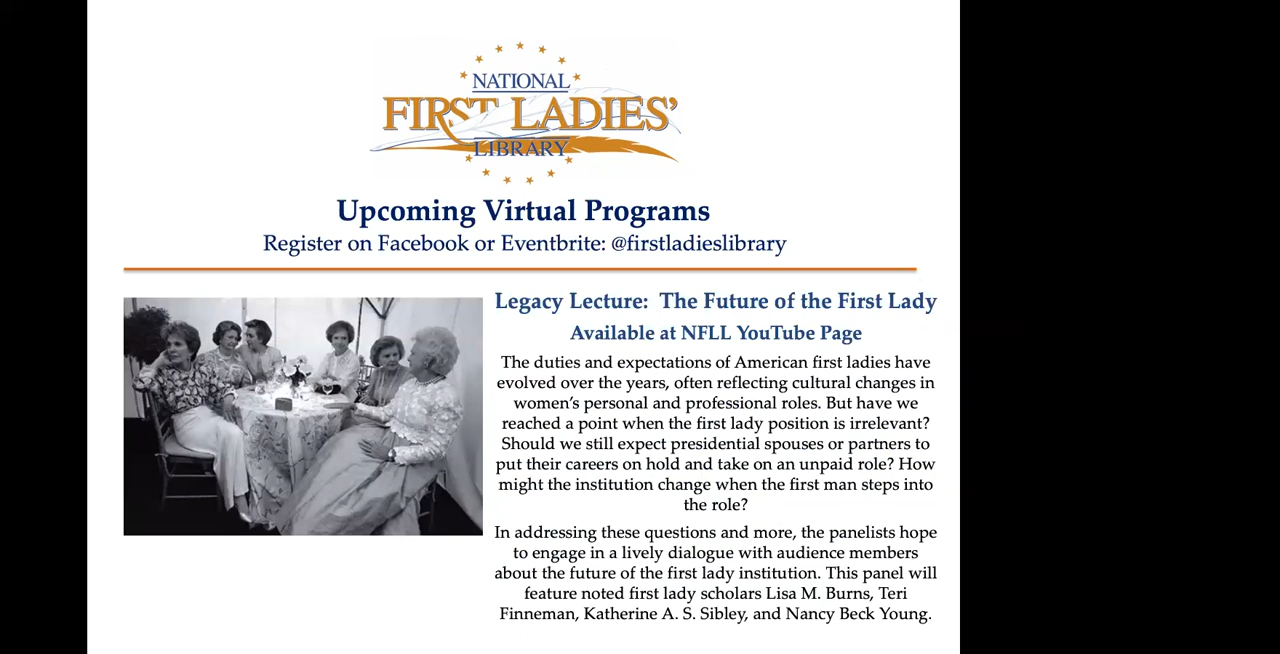 NATIONAL
FIRST LADIES'
LIBRARY
Upcoming Virtual Programs
Register on Facebook or Eventbrite: @firstladieslibrary
Legacy Lecture:  The Future of the First Lady
Available at NFLL YouTube Page
The duties and expectations of American first ladies have
evolved over the years, often reflecting cultural changes in
women's personal and professional roles. But have we
reached a point when the first lady position is irrelevant?
Should we still expect presidential spouses or partners to
put their careers on hold and take on an unpaid role? How
might the institution change when the first man steps into
the role?
In addressing these questions and more, the panelists hope
to engage in a lively dialogue with audience members
about the future of the first lady institution. This panel will
feature noted first lady scholars Lisa M. Burns, Teri
Finneman, Katherine A. S. Sibley, and Nancy Beck Young.